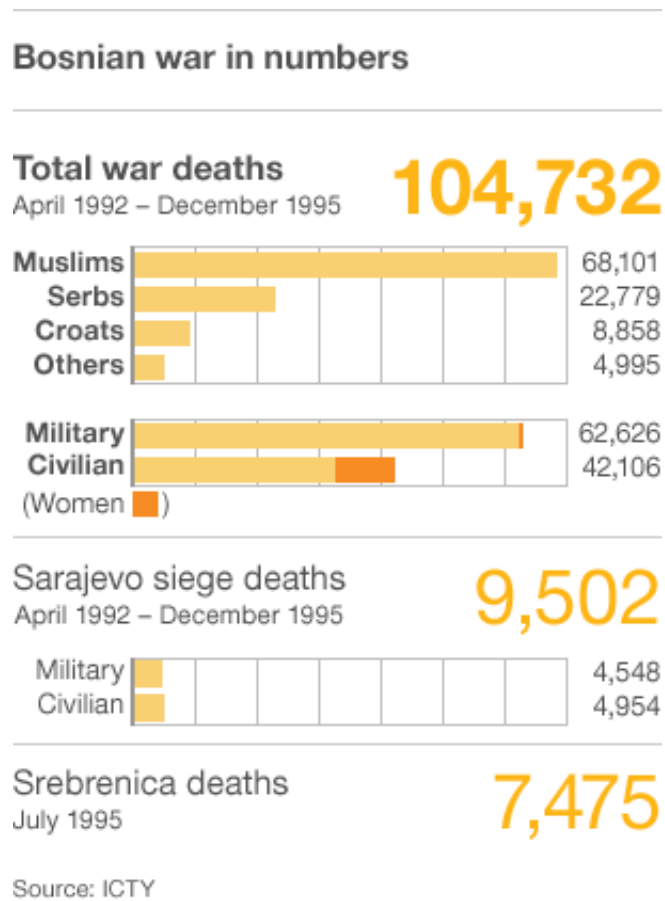 Bosnian war in numbers
Total war deaths
April 1992 – December 1995
104,732
Muslims 68,101
Serbs 22,779
Croats 8,858
Others 4,995
Military 62,626
Civilian 42,106
(Women )
Sarajevo siege deaths
April 1992 – December 1995
9,502
Military 4,548
Civilian 4,954
Srebrenica deaths
July 1995
7,475
Source: ICTY